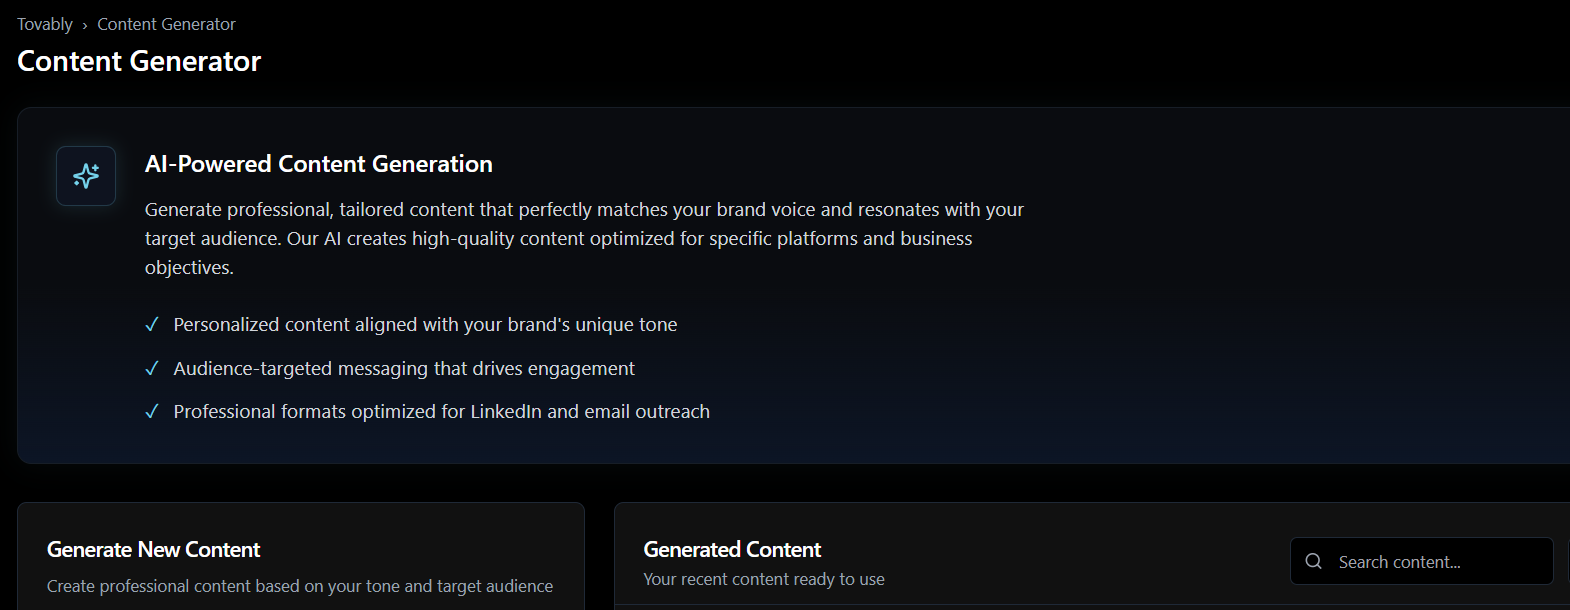 Tovably › Content Generator
Content Generator
AI-Powered Content Generation
Generate professional, tailored content that perfectly matches your brand voice and resonates with your
target audience. Our AI creates high-quality content optimized for specific platforms and business
objectives.
✓ Personalized content aligned with your brand's unique tone
✓ Audience-targeted messaging that drives engagement
✓ Professional formats optimized for LinkedIn and email outreach
Generate New Content
Create professional content based on your tone and target audience
Generated Content
Your recent content ready to use
Search content...